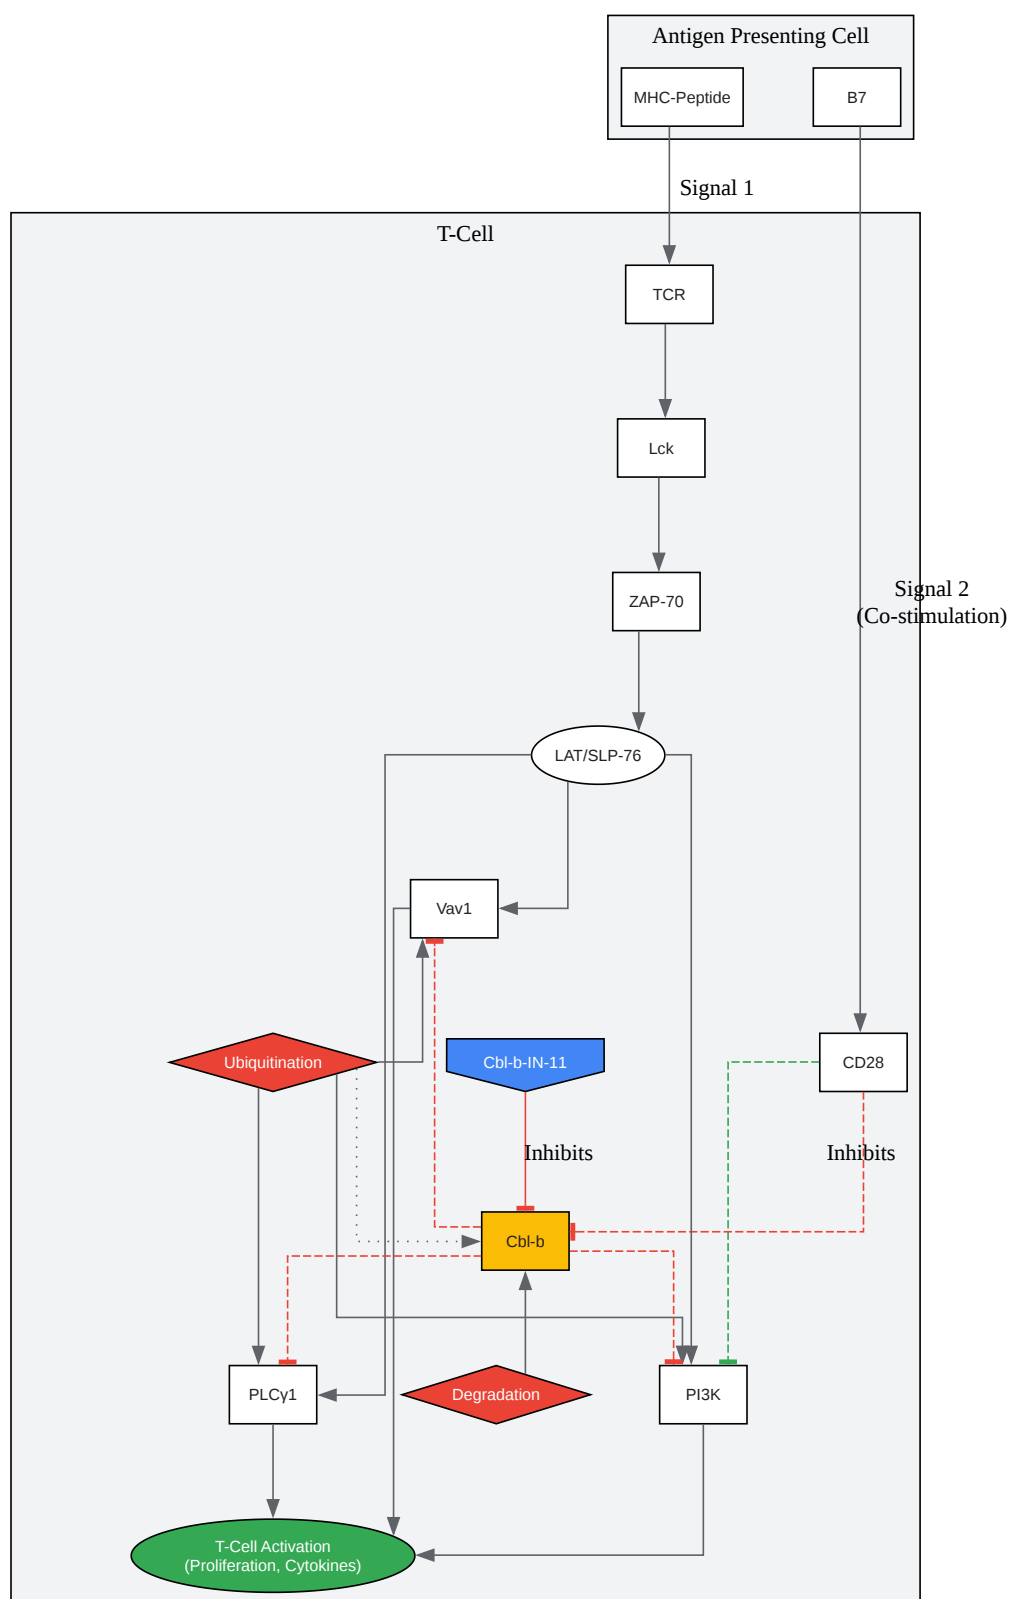 Antigen Presenting Cell
MHC-Peptide
B7
Signal 1
T-Cell
TCR
Lck
ZAP-70
Signal 2
(Co-stimulation)
LAT/SLP-76
Vav1
Ubiquitination
Cbl-b-IN-11
CD28
Inhibits
Inhibits
Cbl-b
PLCγ1
Degradation
PI3K
T-Cell Activation
(Proliferation, Cytokines)